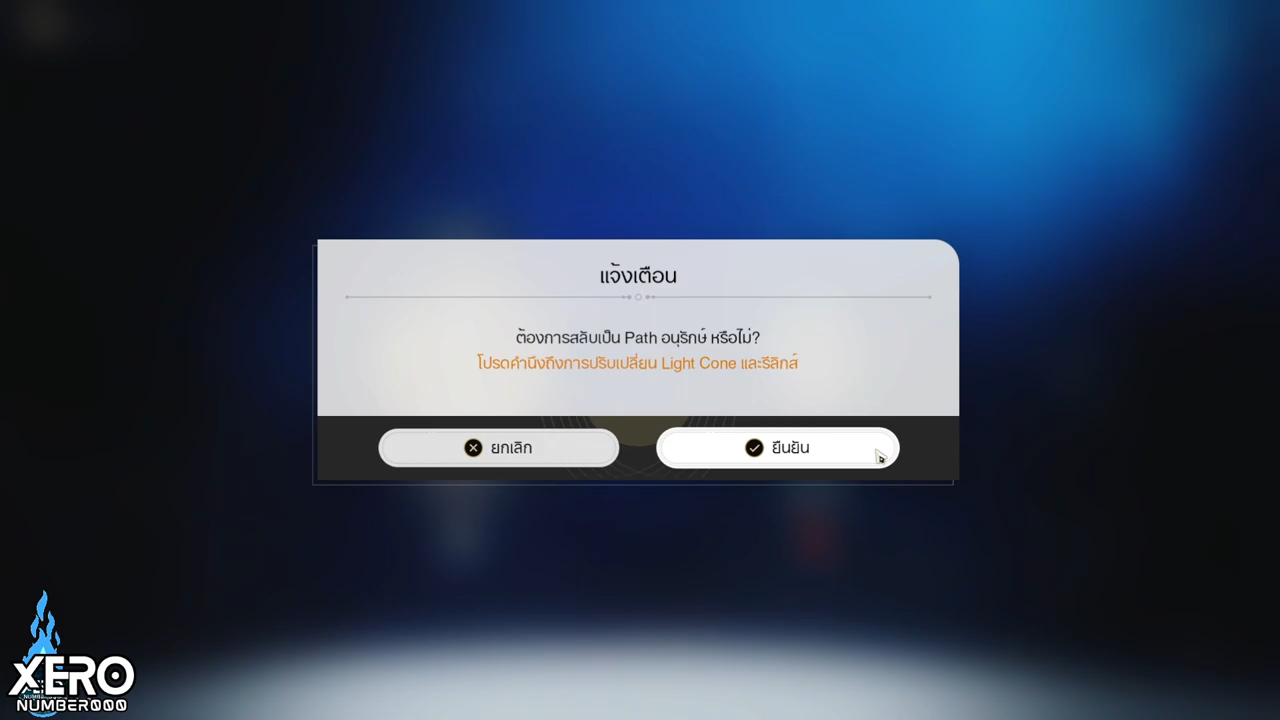 แจ้งเตือน
ต้องการสลับเป็น Path อนุรักษ์ หรือไม่?
โปรดคำนึงถึงการปรับเปลี่ยน Light Cone และรีลิกส์
ยกเลิก
ยืนยัน
XERO
NUMBER000